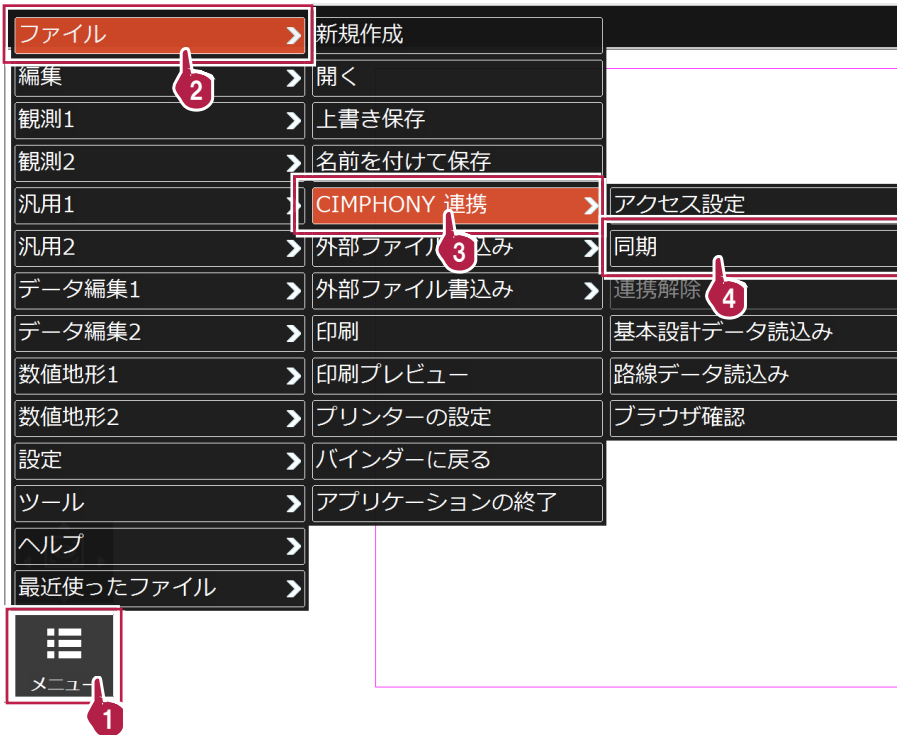 ファイル
2
編集
観測1
観測2
汎用1
汎用2
データ編集1
データ編集2
数値地形1
数値地形2
設定
ツール
ヘルプ
最近使ったファイル
メニュー
1
新規作成
開く
上書き保存
名前を付けて保存
CIMPHONY 連携
3
外部ファイル 込み
外部ファイル書込み
印刷
印刷プレビュー
プリンターの設定
バインダーに戻る
アプリケーションの終了
アクセス設定
同期
4
連携解除
基本設計データ読込み
路線データ読込み
ブラウザ確認